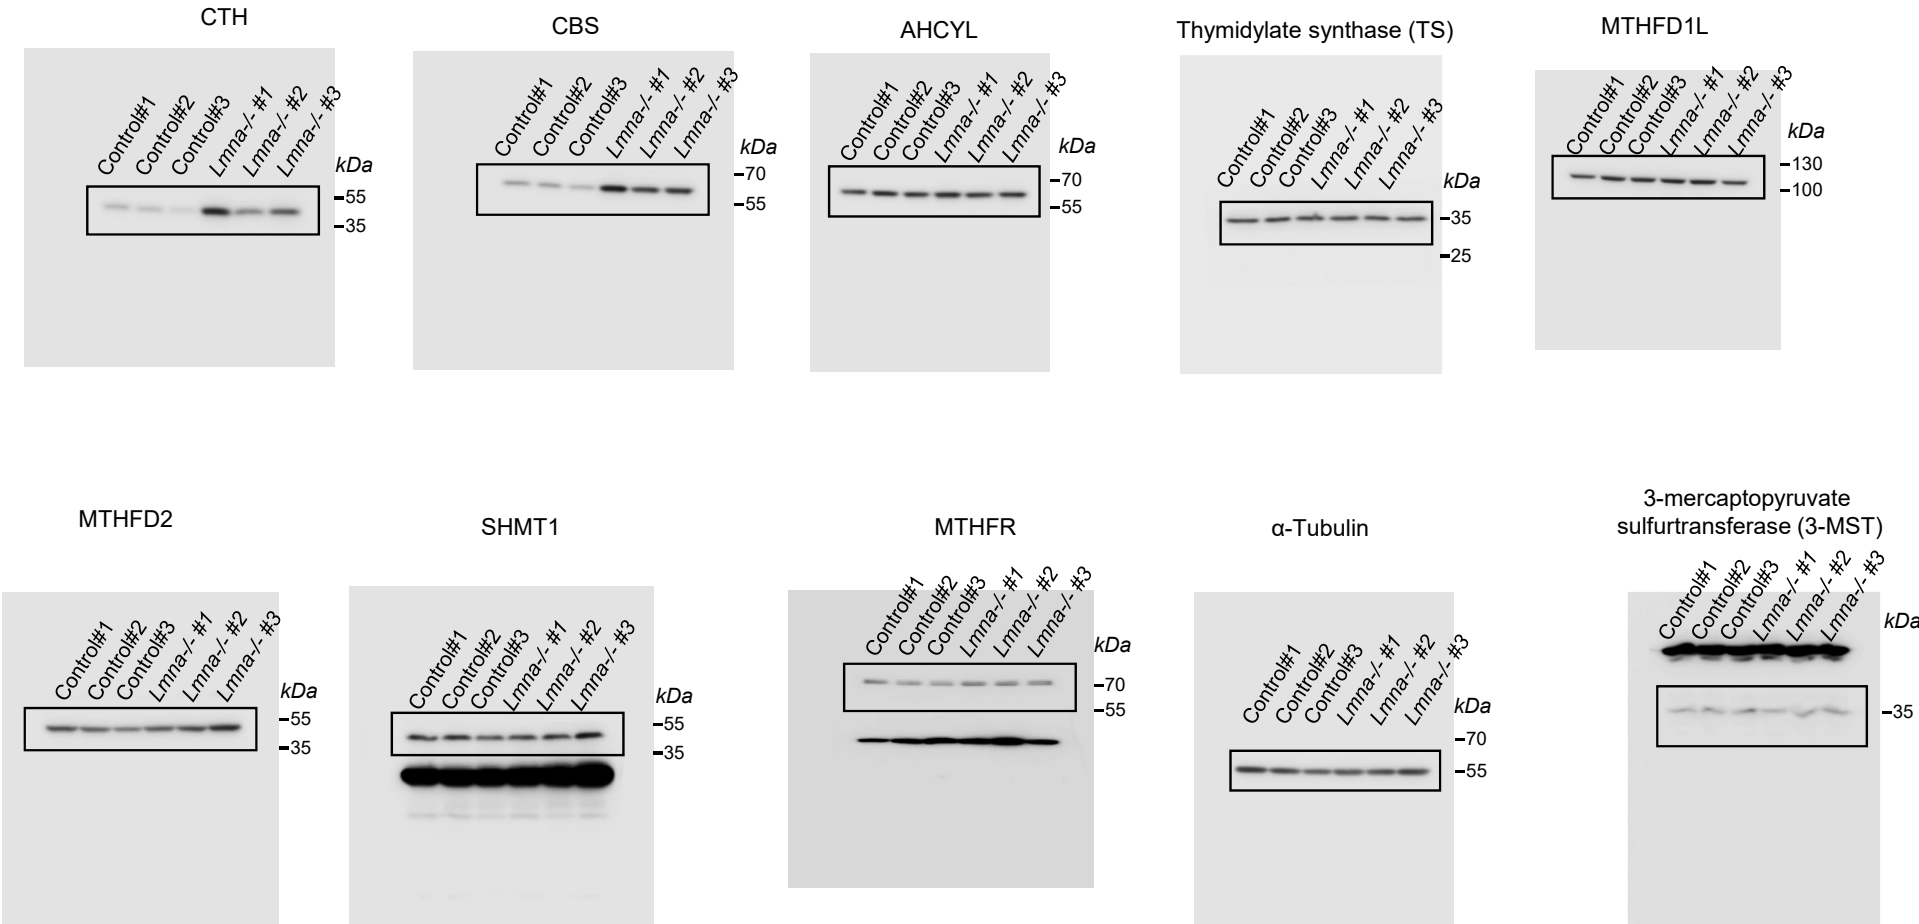 CTH
Control#1
Control#2
Control#3
Lmna-/- #1
Lmna-/- #2
Lmna-/- #3
kDa
55
35
CBS
Control#1
Control#2
Control#3
Lmna-/- #1
Lmna-/- #2
Lmna-/- #3
kDa
70
55
AHCYL
Control#1
Control#2
Control#3
Lmna-/- #1
Lmna-/- #2
Lmna-/- #3
kDa
70
55
Thymidylate synthase (TS)
Control#1
Control#2
Control#3
Lmna-/- #1
Lmna-/- #2
Lmna-/- #3
kDa
35
25
MTHFD1L
Control#1
Control#2
Control#3
Lmna-/- #1
Lmna-/- #2
Lmna-/- #3
kDa
130
100
MTHFD2
Control#1
Control#2
Control#3
Lmna-/- #1
Lmna-/- #2
Lmna-/- #3
kDa
55
35
SHMT1
Control#1
Control#2
Control#3
Lmna-/- #1
Lmna-/- #2
Lmna-/- #3
kDa
55
35
MTHFR
Control#1
Control#2
Control#3
Lmna-/- #1
Lmna-/- #2
Lmna-/- #3
kDa
70
55
α-Tubulin
Control#1
Control#2
Control#3
Lmna-/- #1
Lmna-/- #2
Lmna-/- #3
kDa
70
55
3-mercaptopyruvate
sulfurtransferase (3-MST)
Control#1
Control#2
Control#3
Lmna-/- #1
Lmna-/- #2
Lmna-/- #3
kDa
35